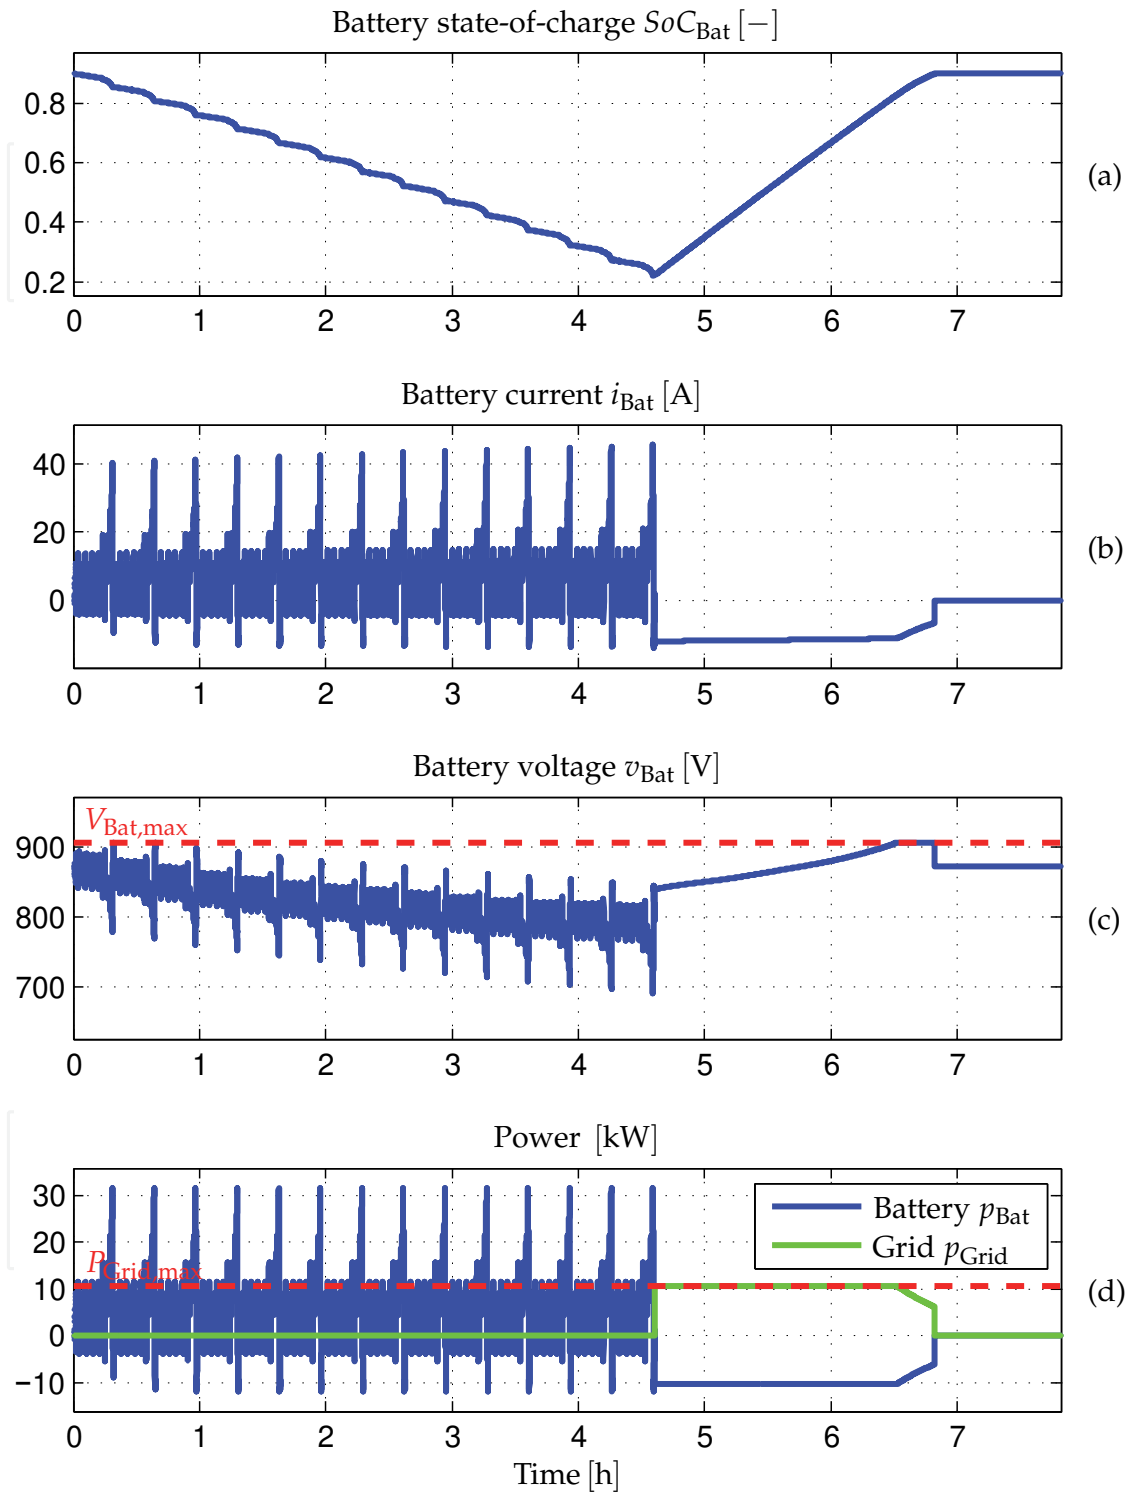 Battery state-of-charge SoC_Bat [−]
0.8
0.6
0.4
0.2
0 1 2 3 4 5 6 7
(a)
Battery current i_Bat [A]
40
20
0
0 1 2 3 4 5 6 7
(b)
Battery voltage v_Bat [V]
V_Bat,max
900
800
700
0 1 2 3 4 5 6 7
(c)
Power [kW]
30
20
10
0
−10
P_Grid,max
Battery p_Bat
Grid p_Grid
0 1 2 3 4 5 6 7
(d)
Time [h]